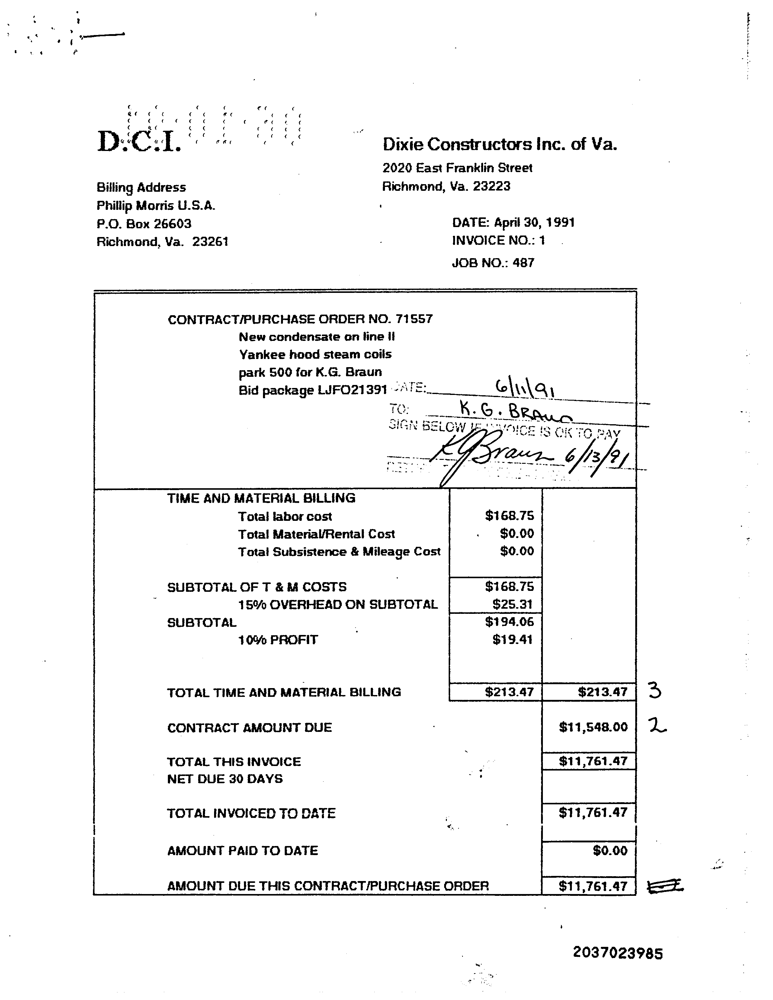 D.C.I.
Dixie Constructors Inc. of Va.
2020 East Franklin Street
Richmond, Va. 23223
Billing Address
Phillip Morris U.S.A.
P.O. Box 26603
Richmond, Va. 23261
DATE: April 30, 1991
INVOICE NO.: 1
JOB NO.: 487
CONTRACT/PURCHASE ORDER NO. 71557
New condensate on line II
Yankee hood steam coils
park 500 for K.G. Braun
Bid package LJFO21391 DATE: 6/11/91
TO: K. G. BRAUN
SIGN BELOW IF INVOICE IS OK TO PAY
KGBraun 6/13/91
TIME AND MATERIAL BILLING
Total labor cost $168.75
Total Material/Rental Cost $0.00
Total Subsistence & Mileage Cost $0.00
SUBTOTAL OF T & M COSTS $168.75
15% OVERHEAD ON SUBTOTAL $25.31
SUBTOTAL $194.06
10% PROFIT $19.41
TOTAL TIME AND MATERIAL BILLING $213.47 $213.47 3
CONTRACT AMOUNT DUE $11,548.00 2
TOTAL THIS INVOICE $11,761.47
NET DUE 30 DAYS
TOTAL INVOICED TO DATE $11,761.47
AMOUNT PAID TO DATE $0.00
AMOUNT DUE THIS CONTRACT/PURCHASE ORDER $11,761.47
2037023985